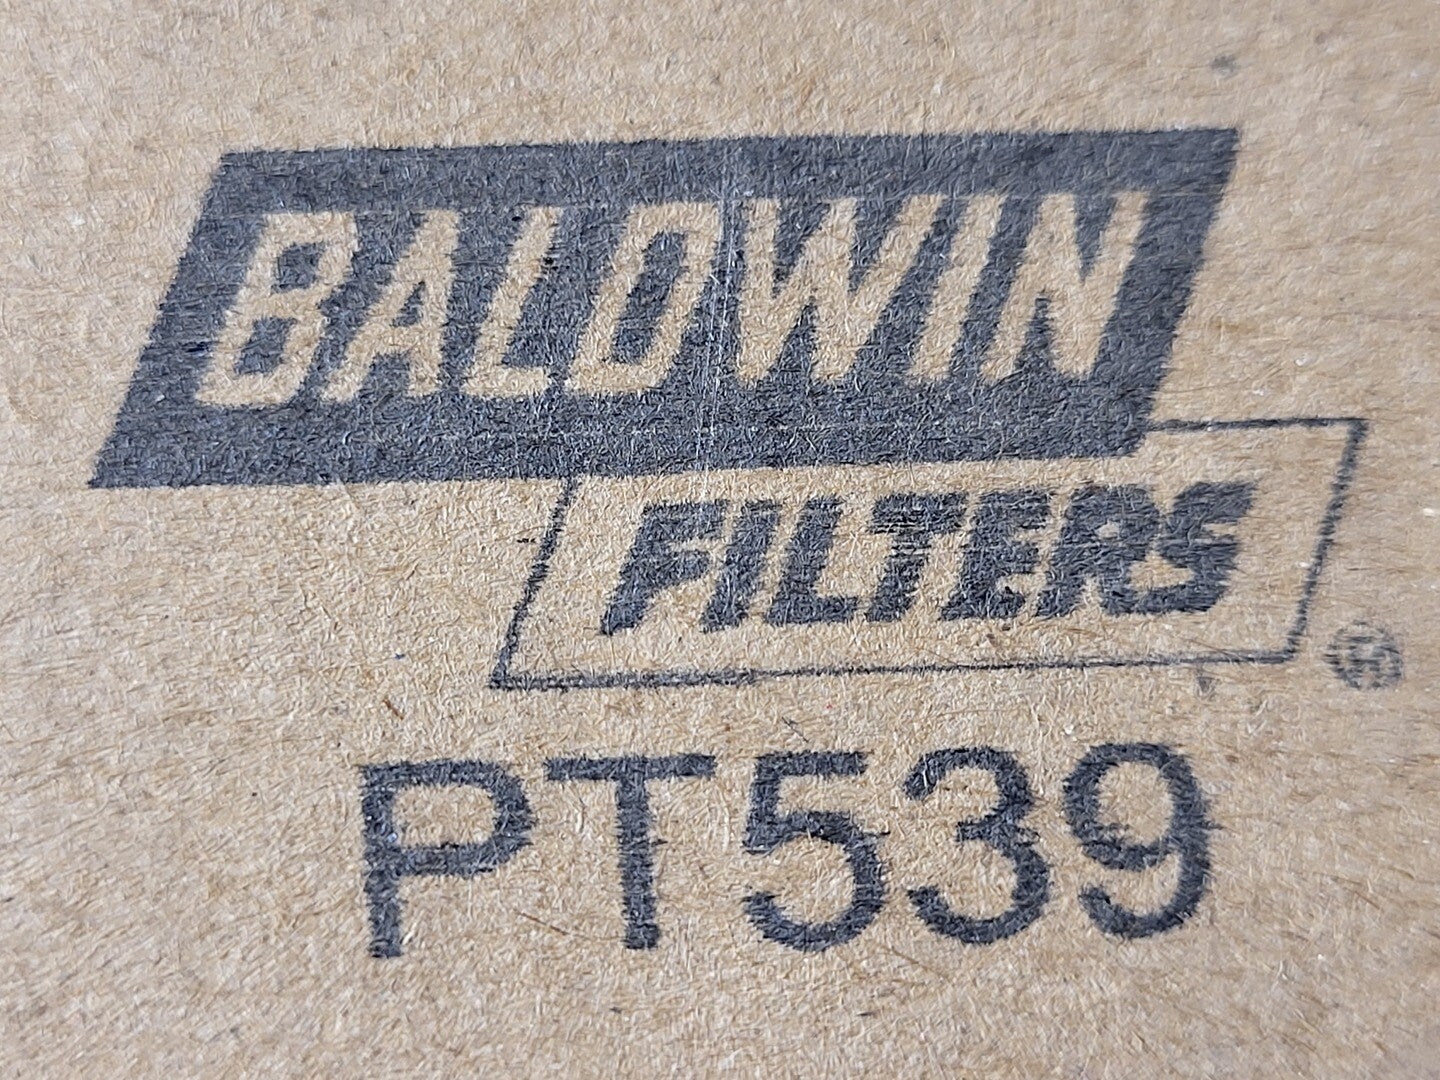 BALDWIN
FILTERS
®
PT539